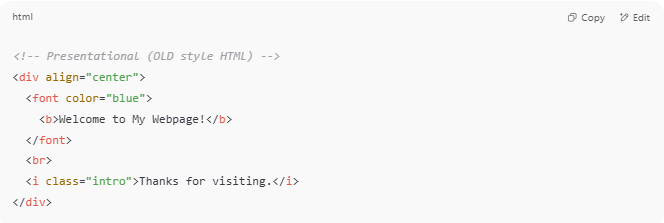 html
Copy
Edit
<!-- Presentational (OLD style HTML) -->
<div align="center">
<font color="blue">
<b>Welcome to My Webpage!</b>
</font>
<br>
<i class="intro">Thanks for visiting.</i>
</div>